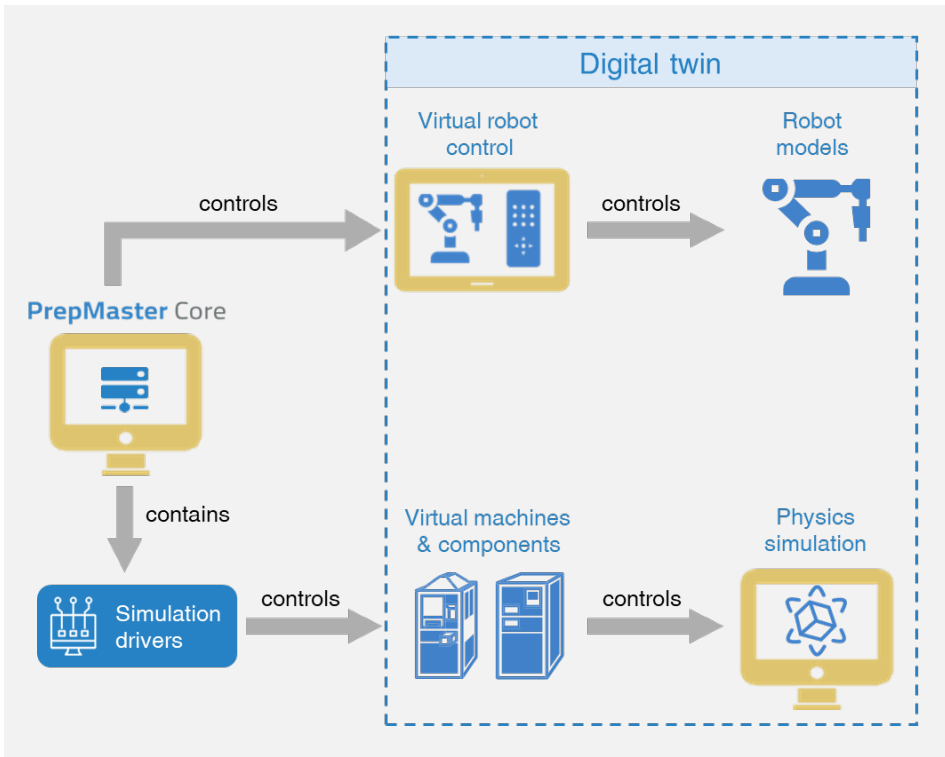 Digital twin
Virtual robot
control
Robot
models
controls
controls
PrepMaster Core
contains
Virtual machines
& components
Physics
simulation
Simulation
drivers
controls
controls